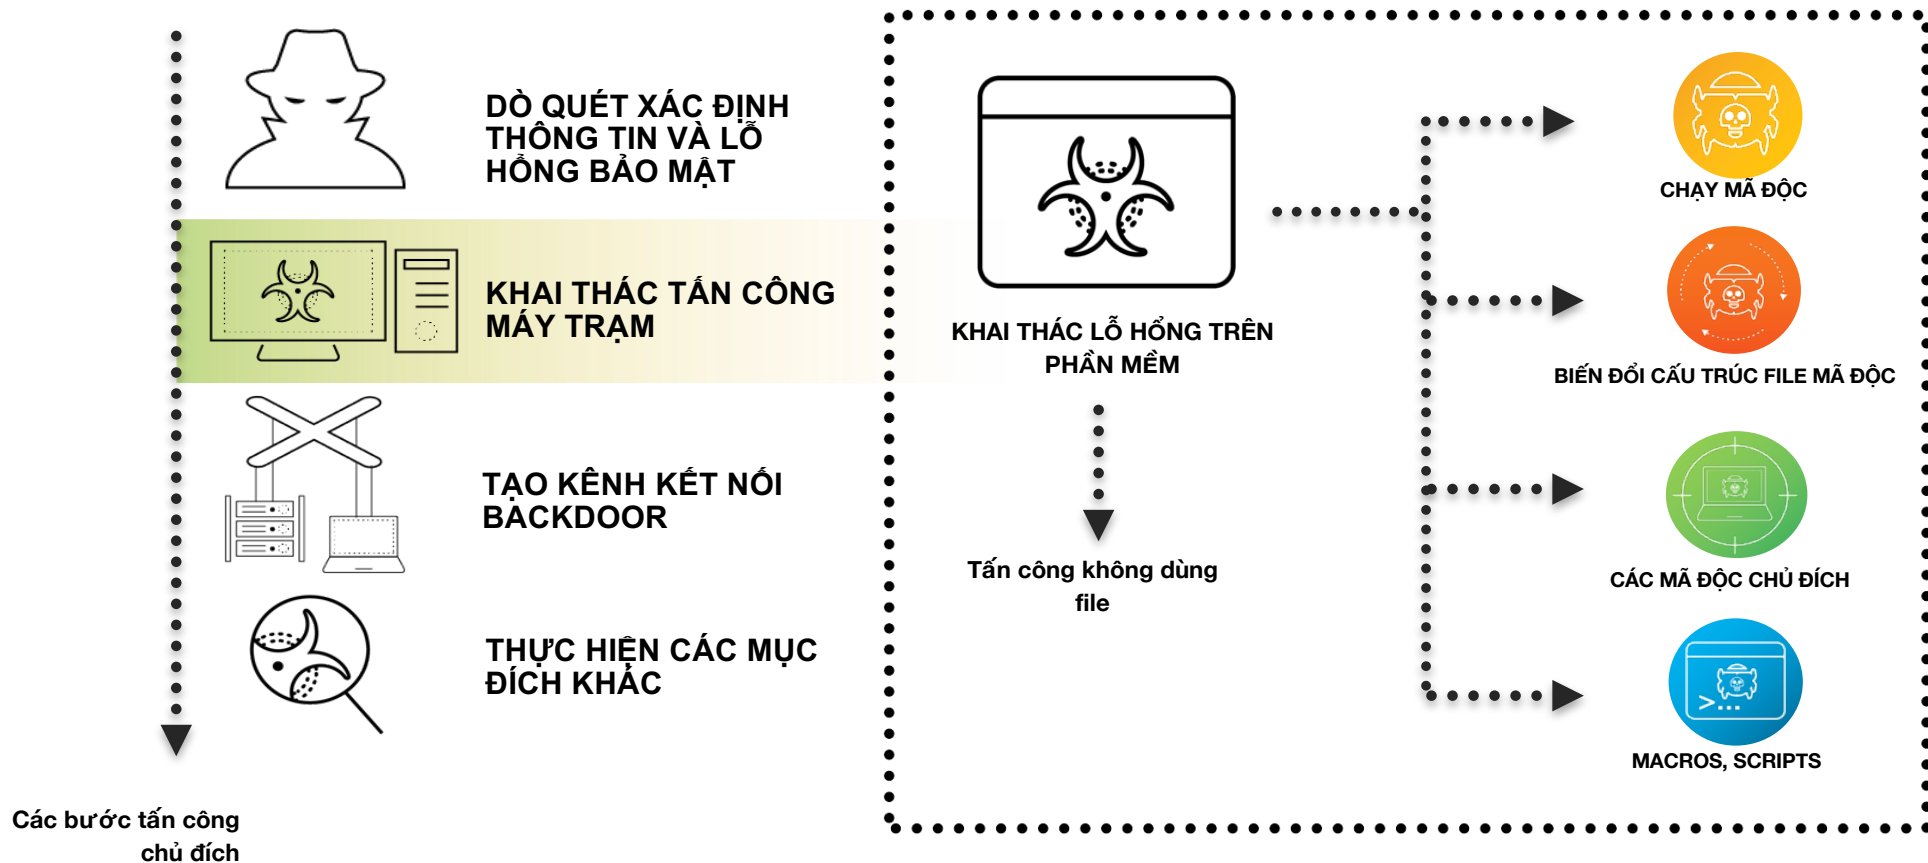 DÒ QUÉT XÁC ĐỊNH
THÔNG TIN VÀ LỖ
HỔNG BẢO MẬT
KHAI THÁC TẤN CÔNG
MÁY TRẠM
TẠO KÊNH KẾT NỐI
BACKDOOR
THỰC HIỆN CÁC MỤC
ĐÍCH KHÁC
Các bước tấn công
chủ đích
KHAI THÁC LỖ HỔNG TRÊN
PHẦN MỀM
Tấn công không dùng
file
CHẠY MÃ ĐỘC
BIẾN ĐỔI CẤU TRÚC FILE MÃ ĐỘC
CÁC MÃ ĐỘC CHỦ ĐÍCH
>...
MACROS, SCRIPTS